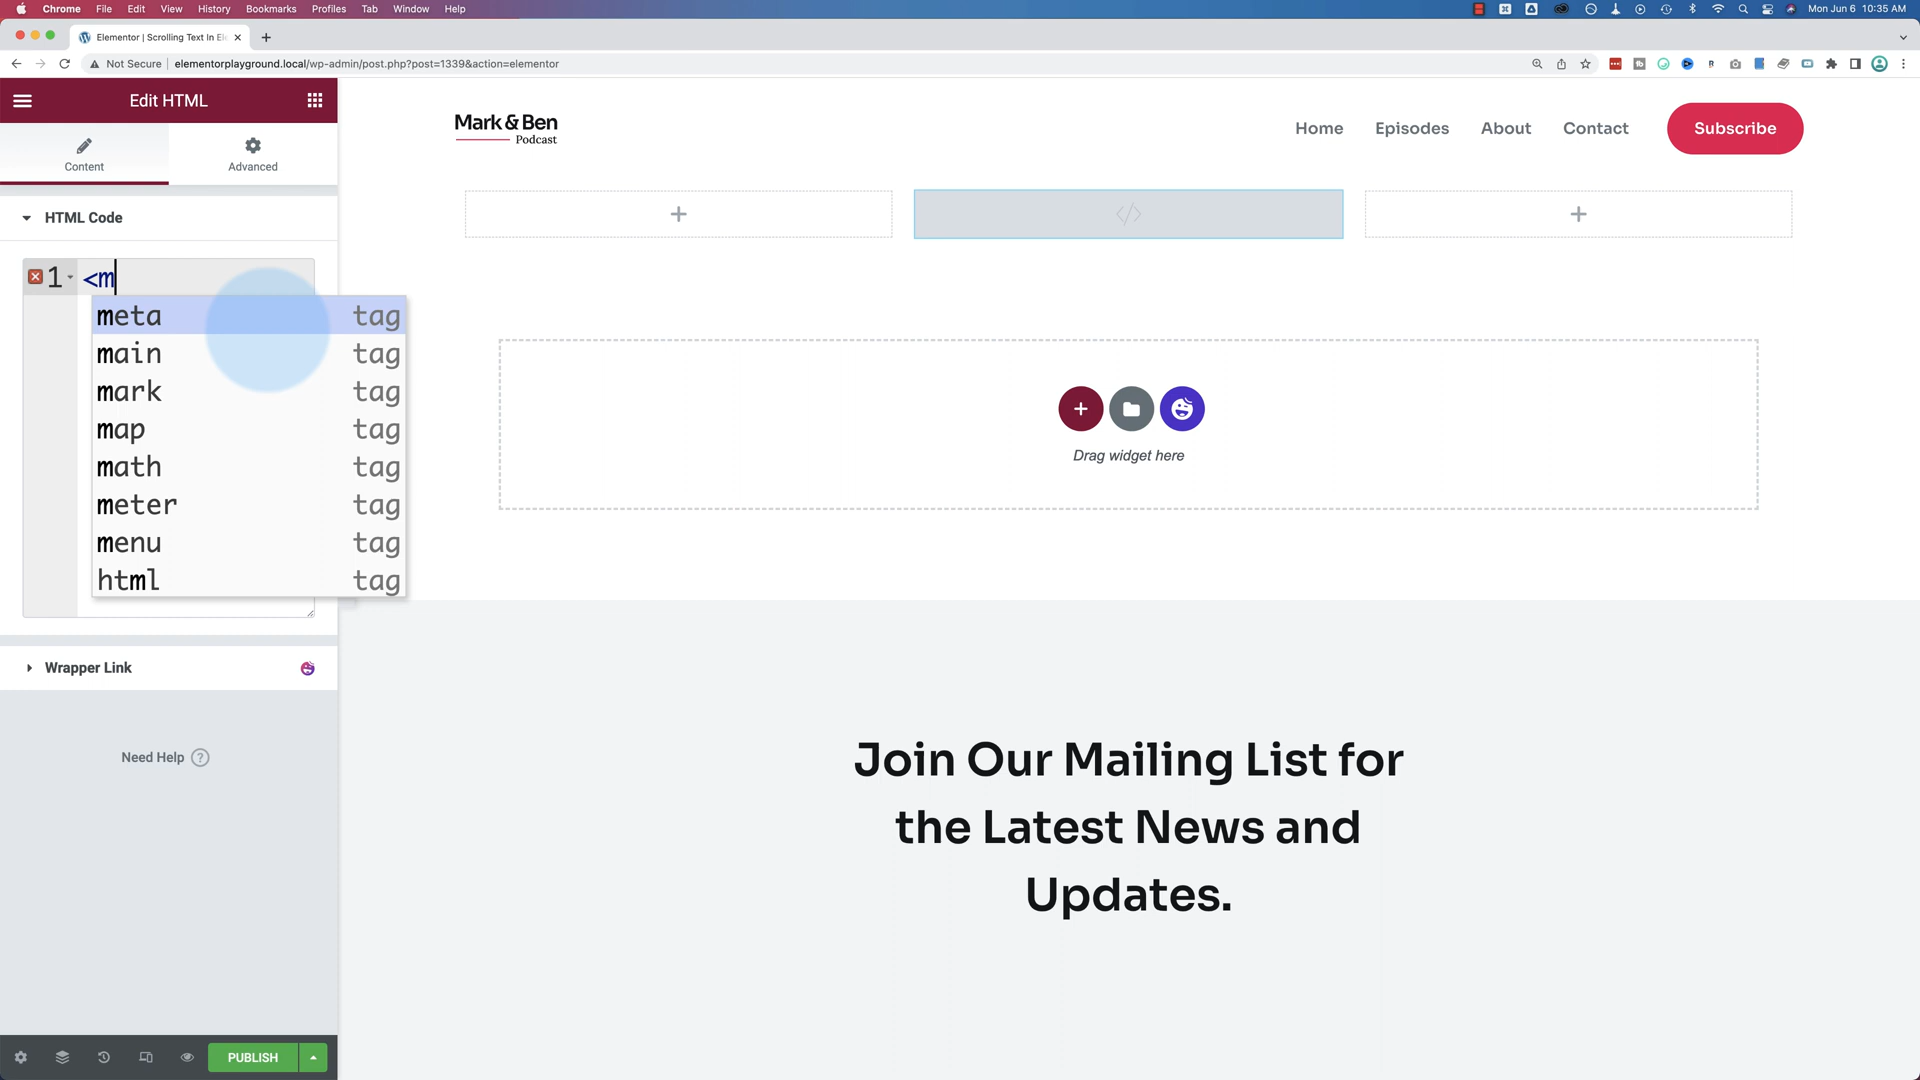 Chrome File Edit View History Bookmarks Profiles Tab Window Help
Mon Jun 6 10:35 AM
Elementor | Scrolling Text In El
Not Secure elementorplayground.local/wp-admin/post.php?post=1339&action=elementor
Edit HTML
Content
Advanced
HTML Code
1 <m
meta tag
main tag
mark tag
map tag
math tag
meter tag
menu tag
html tag
Wrapper Link
Need Help ?
PUBLISH
Mark & Ben
Podcast
Home Episodes About Contact Subscribe
Drag widget here
Join Our Mailing List for
the Latest News and
Updates.